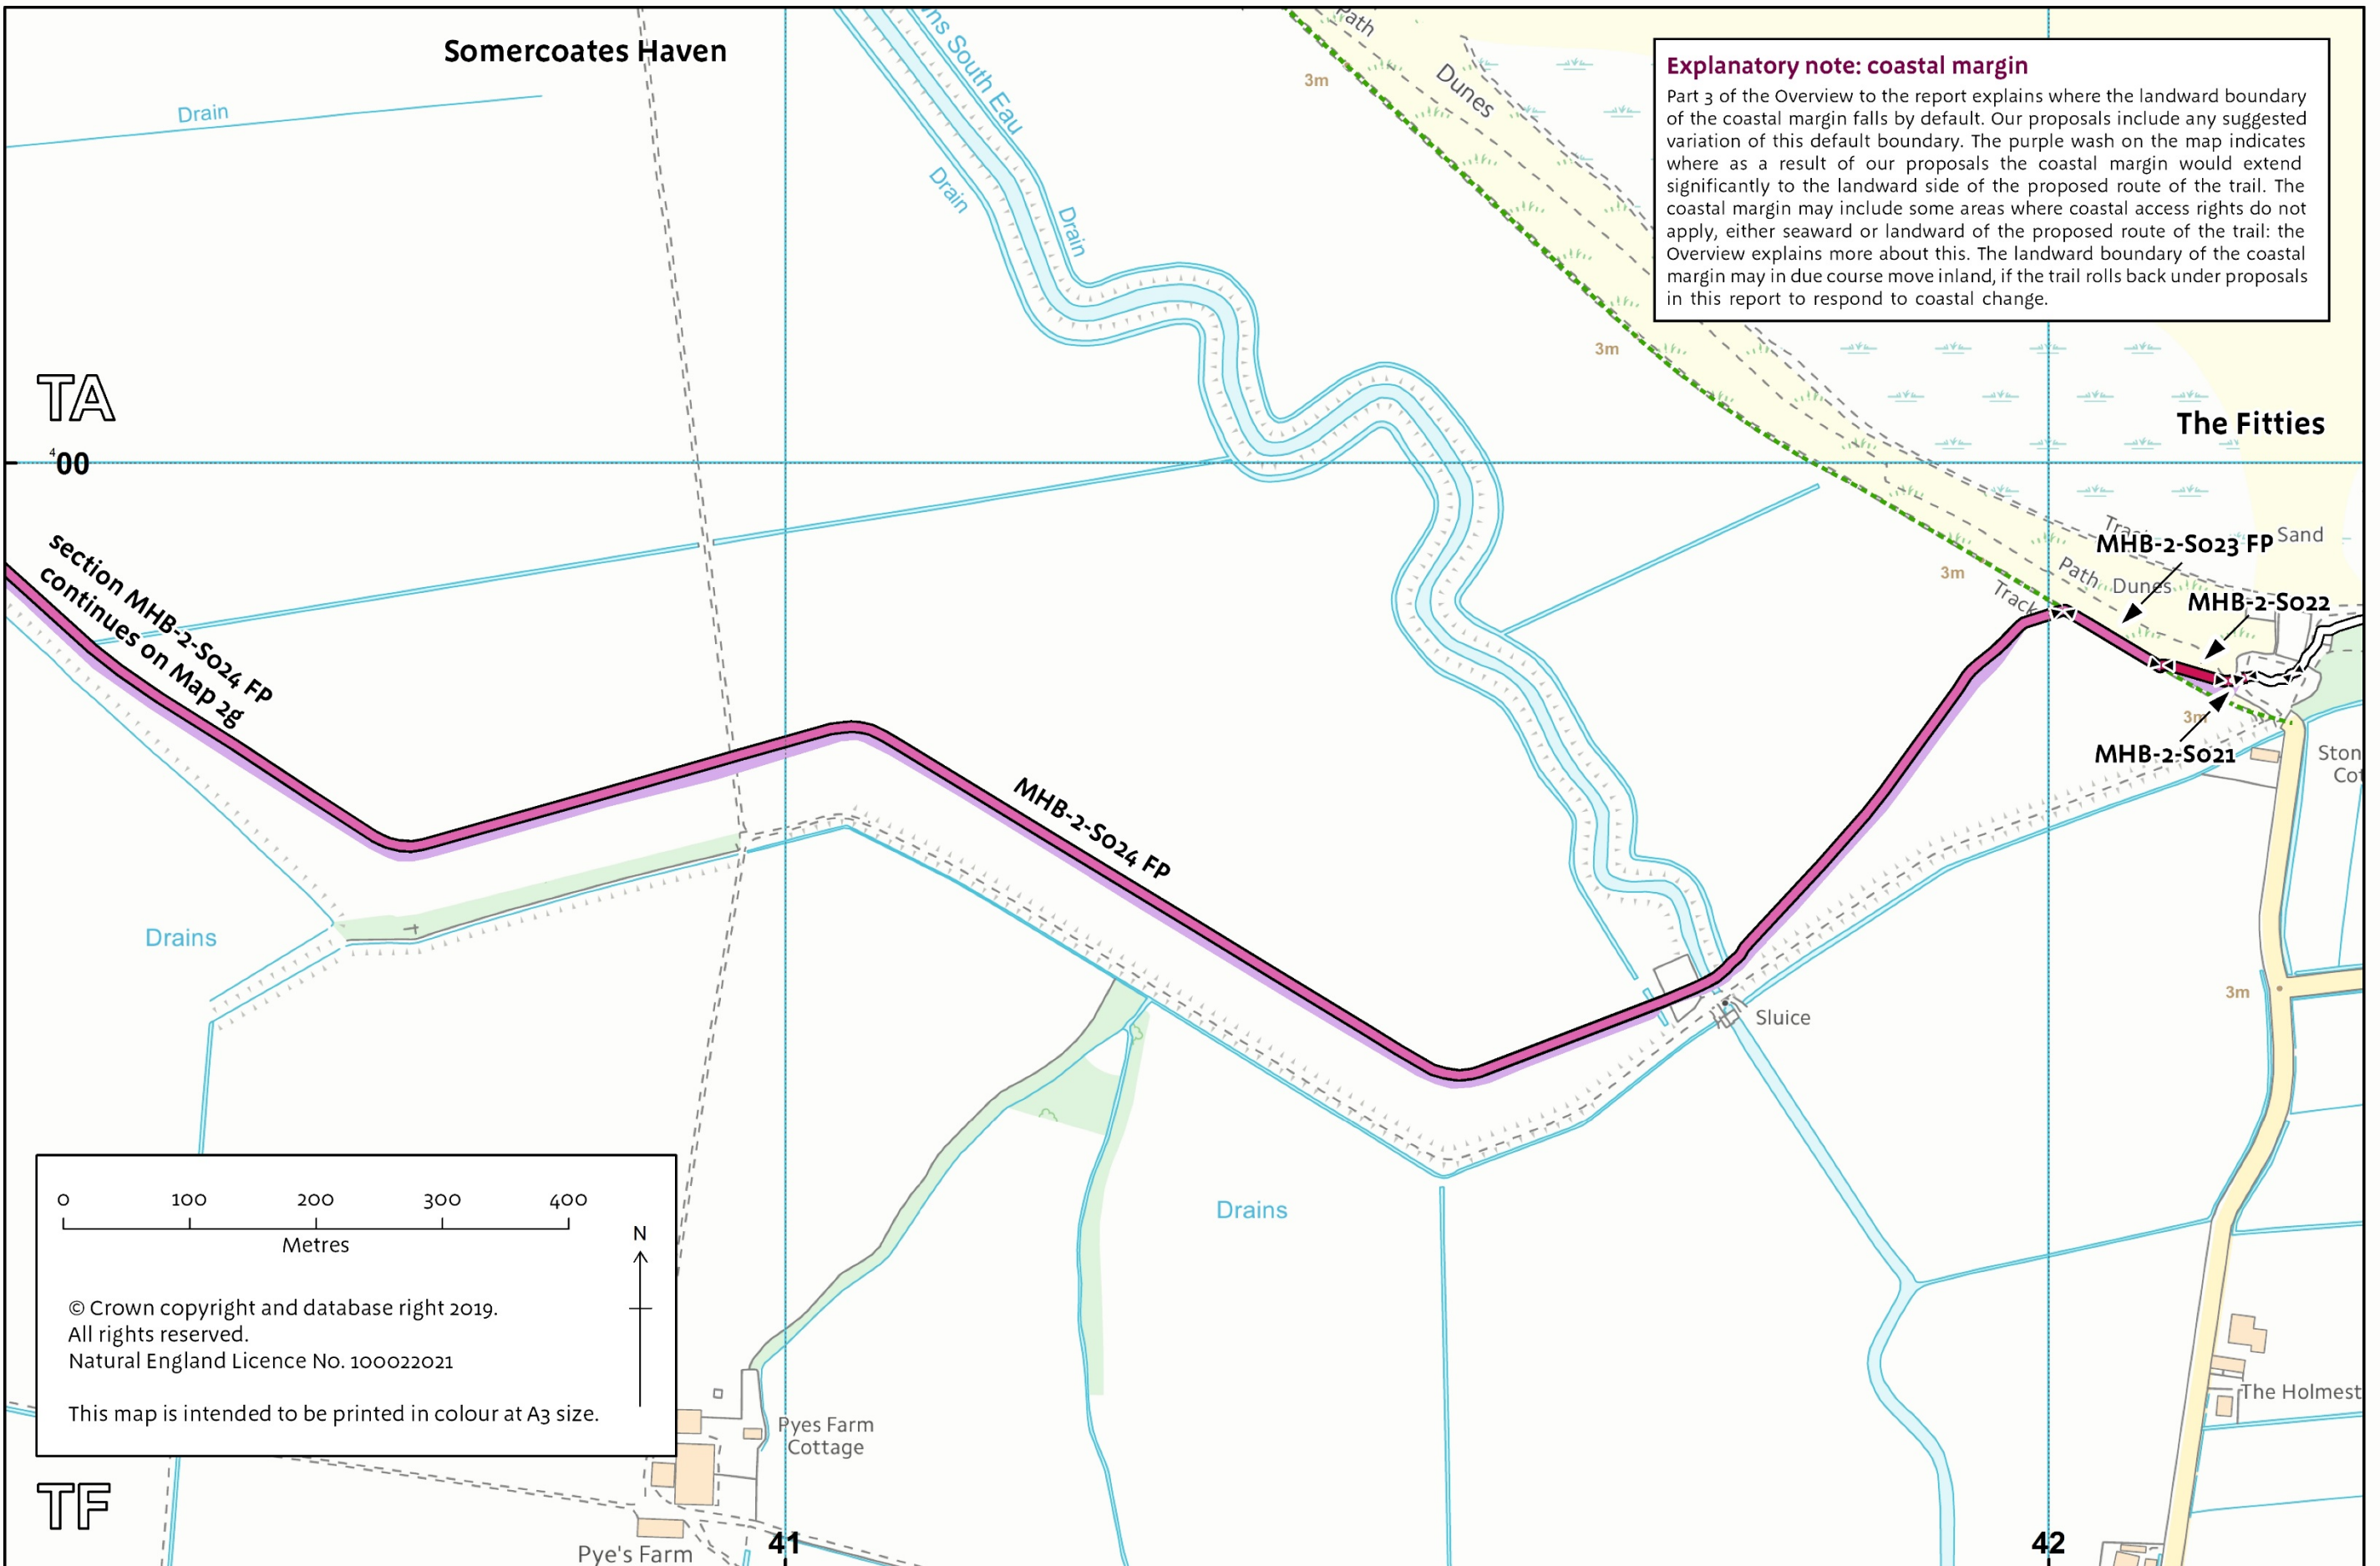 Somercoates Haven
Drain
ns South Eau
Drain
Drain
Path
Dunes
3m
Explanatory note: coastal margin
Part 3 of the Overview to the report explains where the landward boundary
of the coastal margin falls by default. Our proposals include any suggested
variation of this default boundary. The purple wash on the map indicates
where as a result of our proposals the coastal margin would extend
significantly to the landward side of the proposed route of the trail. The
coastal margin may include some areas where coastal access rights do not
apply, either seaward or landward of the proposed route of the trail: the
Overview explains more about this. The landward boundary of the coastal
margin may in due course move inland, if the trail rolls back under proposals
in this report to respond to coastal change.
3m
TA
The Fitties
400
section MHB-2-S024 FP
continues on Map 2g
Sand
MHB-2-S023 FP
3m
Path
Dunes
Track
MHB-2-S022
3m
MHB-2-S021
Ston
Cot
MHB-2-S024 FP
Drains
3m
Sluice
Drains
0 100 200 300 400
Metres
N
© Crown copyright and database right 2019.
All rights reserved.
Natural England Licence No. 100022021
This map is intended to be printed in colour at A3 size.
The Holmest
Pyes Farm
Cottage
TF
41
42
Pye's Farm